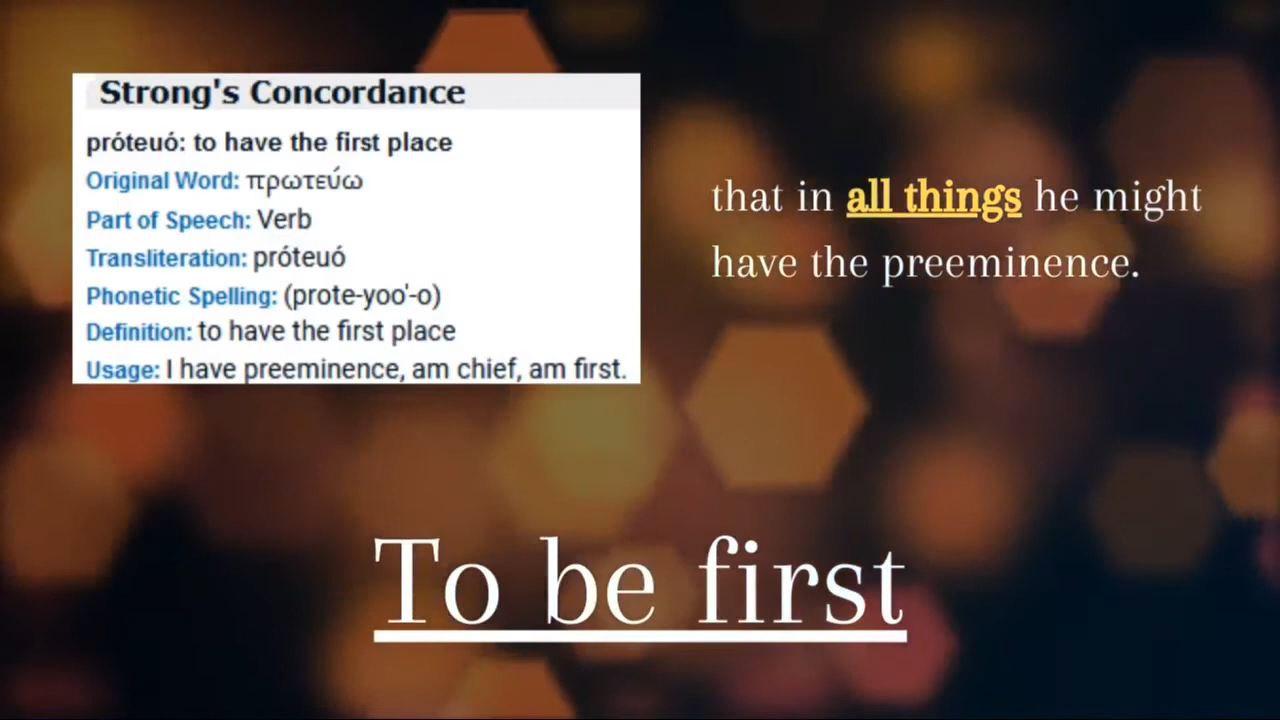 Strong's Concordance
próteuó: to have the first place
Original Word: πρωτεύω
Part of Speech: Verb
Transliteration: próteuó
Phonetic Spelling: (prote-yoo'-o)
Definition: to have the first place
Usage: I have preeminence, am chief, am first.
that in all things he might
have the preeminence.
To be first